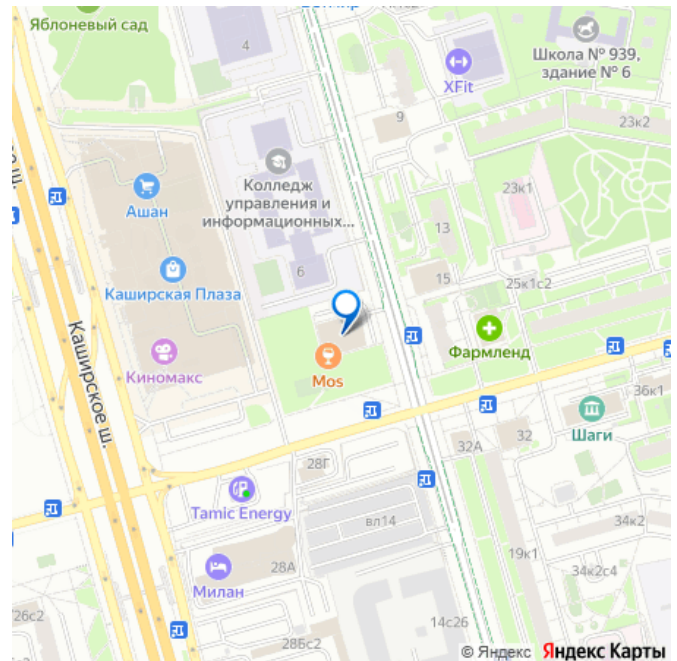 Яблоневый сад
4
XFit
Школа № 939,
здание № 6
9
23к2
Колледж
управления и
информационных...
Ашан
23к1
13
6
15
25к1с2
Каширская Плаза
Фармленд
Киномакс
Mos
Каширское ш.
36к1
Шаги
32А
32
28Г
Tamic Energy
вл14
34к2
19к1
28А
34к2с4
Милан
26с2
14с26
28Бс2
© Яндекс Яндекс Карты